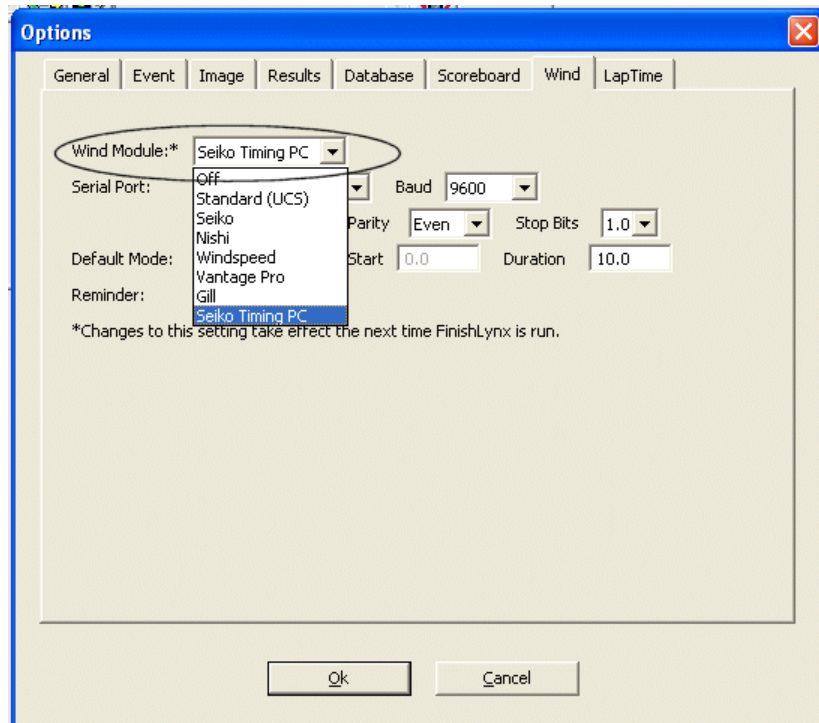 Options
General Event Image Results Database Scoreboard Wind LapTime
Wind Module:* Seiko Timing PC
Serial Port: Baud 9600
Off
Standard (UCS)
Seiko
Nishi
Windspeed
Vantage Pro
Gill
Seiko Timing PC
Parity Even Stop Bits 1.0
Default Mode: Start 0.0 Duration 10.0
Reminder:
*Changes to this setting take effect the next time FinishLynx is run.
Ok Cancel